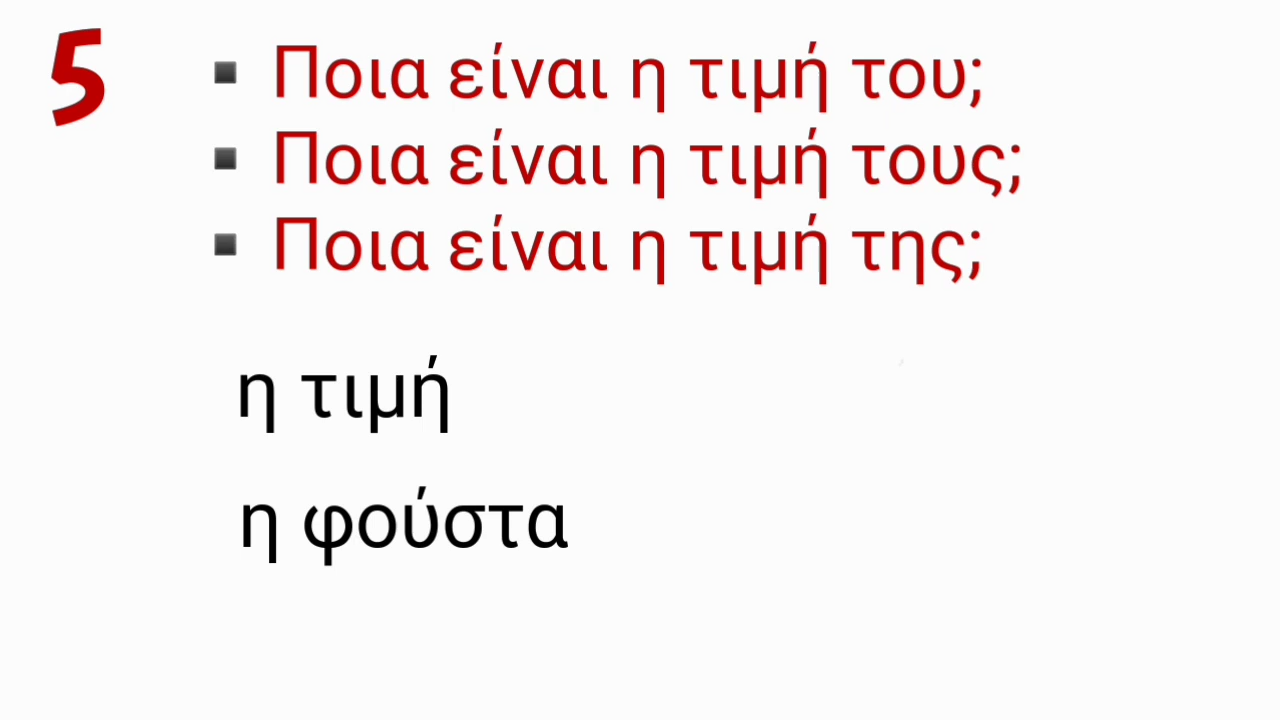 5
▪ Ποια είναι η τιμή του;
▪ Ποια είναι η τιμή τους;
▪ Ποια είναι η τιμή της;
η τιμή
η φούστα